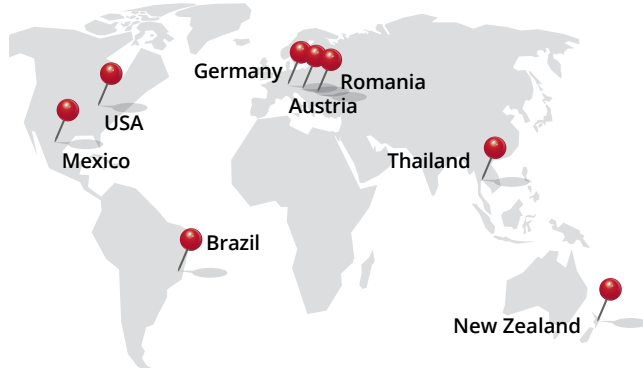 Germany
Romania
Austria
USA
Mexico
Thailand
Brazil
New Zealand